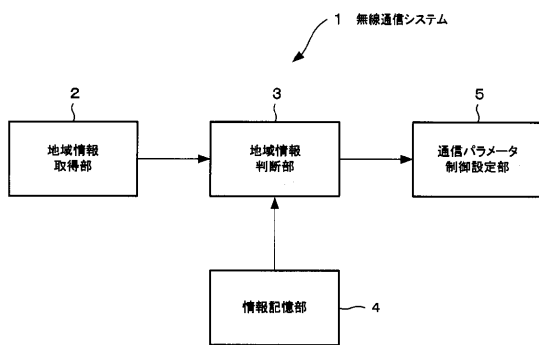 1 無線通信システム
2
3
5
地域情報
取得部
地域情報
判断部
通信パラメータ
制御設定部
情報記憶部
4